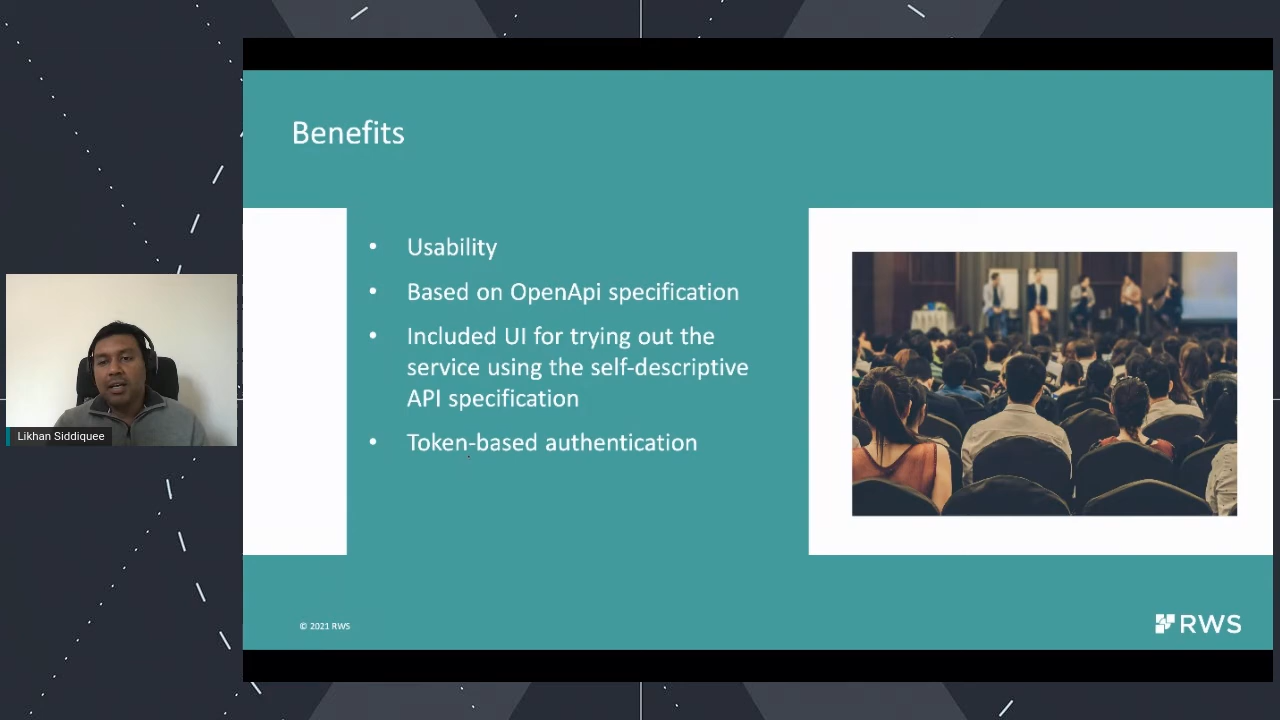 Benefits
• Usability
• Based on OpenApi specification
• Included UI for trying out the
service using the self-descriptive
API specification
• Token-based authentication
Likhan Siddiquee
© 2021 RWS
RWS